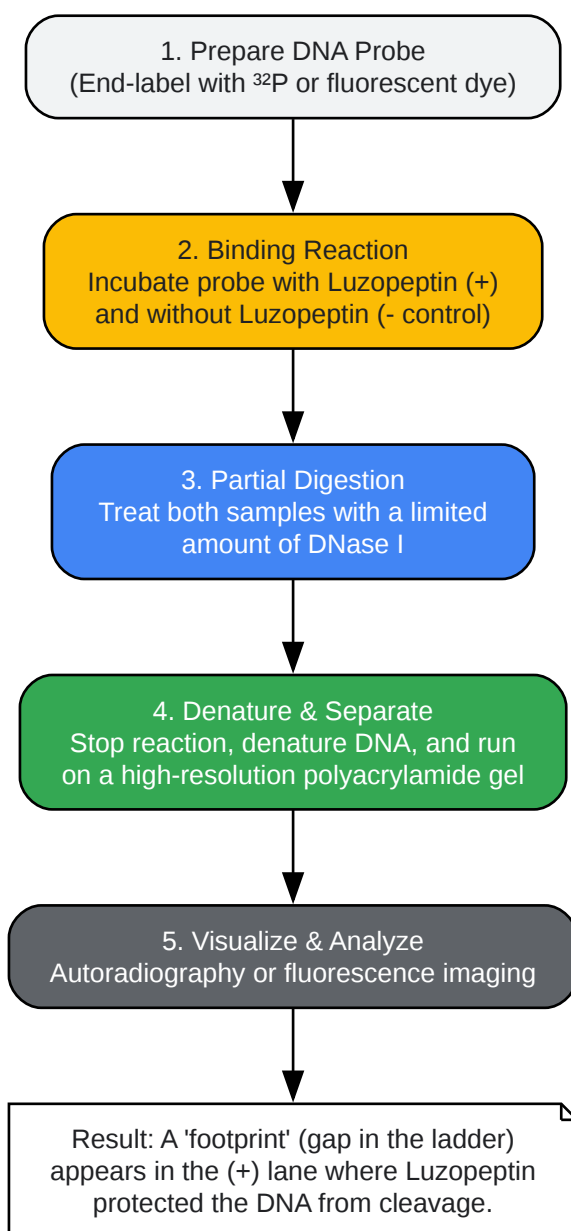 1. Prepare DNA Probe
(End-label with ³²P or fluorescent dye)
2. Binding Reaction
Incubate probe with Luzopeptin (+)
and without Luzopeptin (- control)
3. Partial Digestion
Treat both samples with a limited
amount of DNase I
4. Denature & Separate
Stop reaction, denature DNA, and run
on a high-resolution polyacrylamide gel
5. Visualize & Analyze
Autoradiography or fluorescence imaging
Result: A 'footprint' (gap in the ladder)
appears in the (+) lane where Luzopeptin
protected the DNA from cleavage.